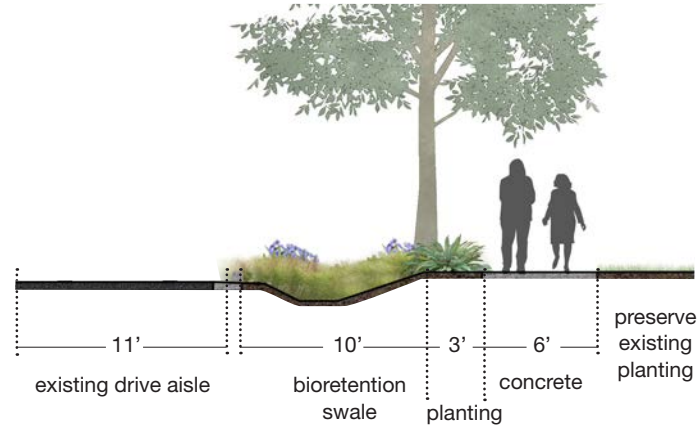 11’
10’
3’
6’
existing drive aisle
bioretention
swale
planting
concrete
preserve
existing
planting